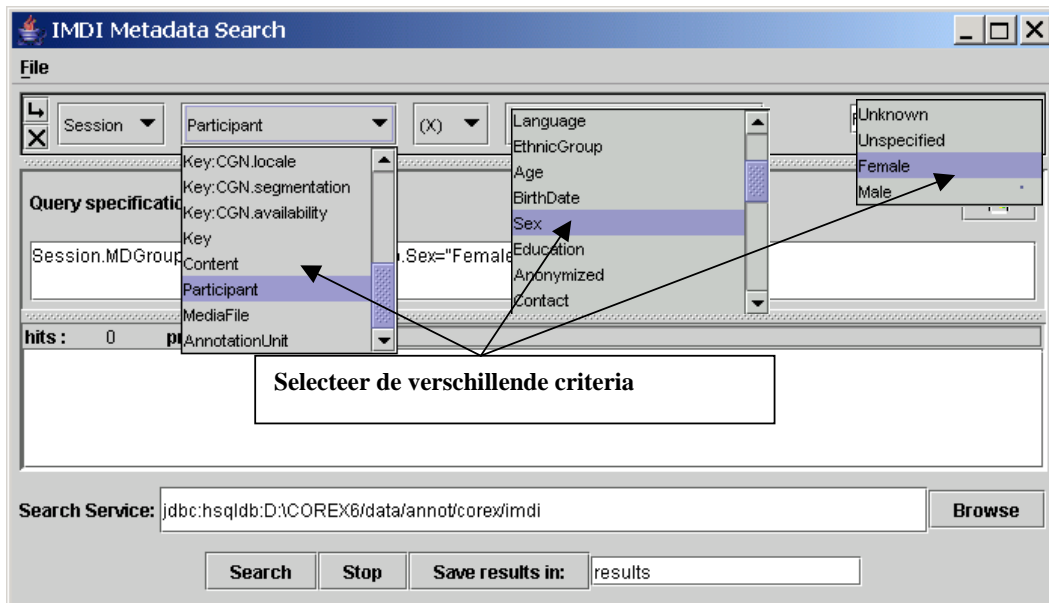 IMDI Metadata Search
File
Session
Participant
(X)
Key:CGN.locale
Key:CGN.segmentation
Key:CGN.availability
Key
Content
Participant
MediaFile
AnnotationUnit
Language
EthnicGroup
Age
BirthDate
Sex
Education
Anonymized
Contact
Unknown
Unspecified
Female
Male
Query
Session.
.Sex="Female
hits : 0
Selecteer de verschillende criteria
Search Service: jdbc:hsqldb:D:\COREX6/data/annot/corex/imdi Browse
Search Stop Save results in: results